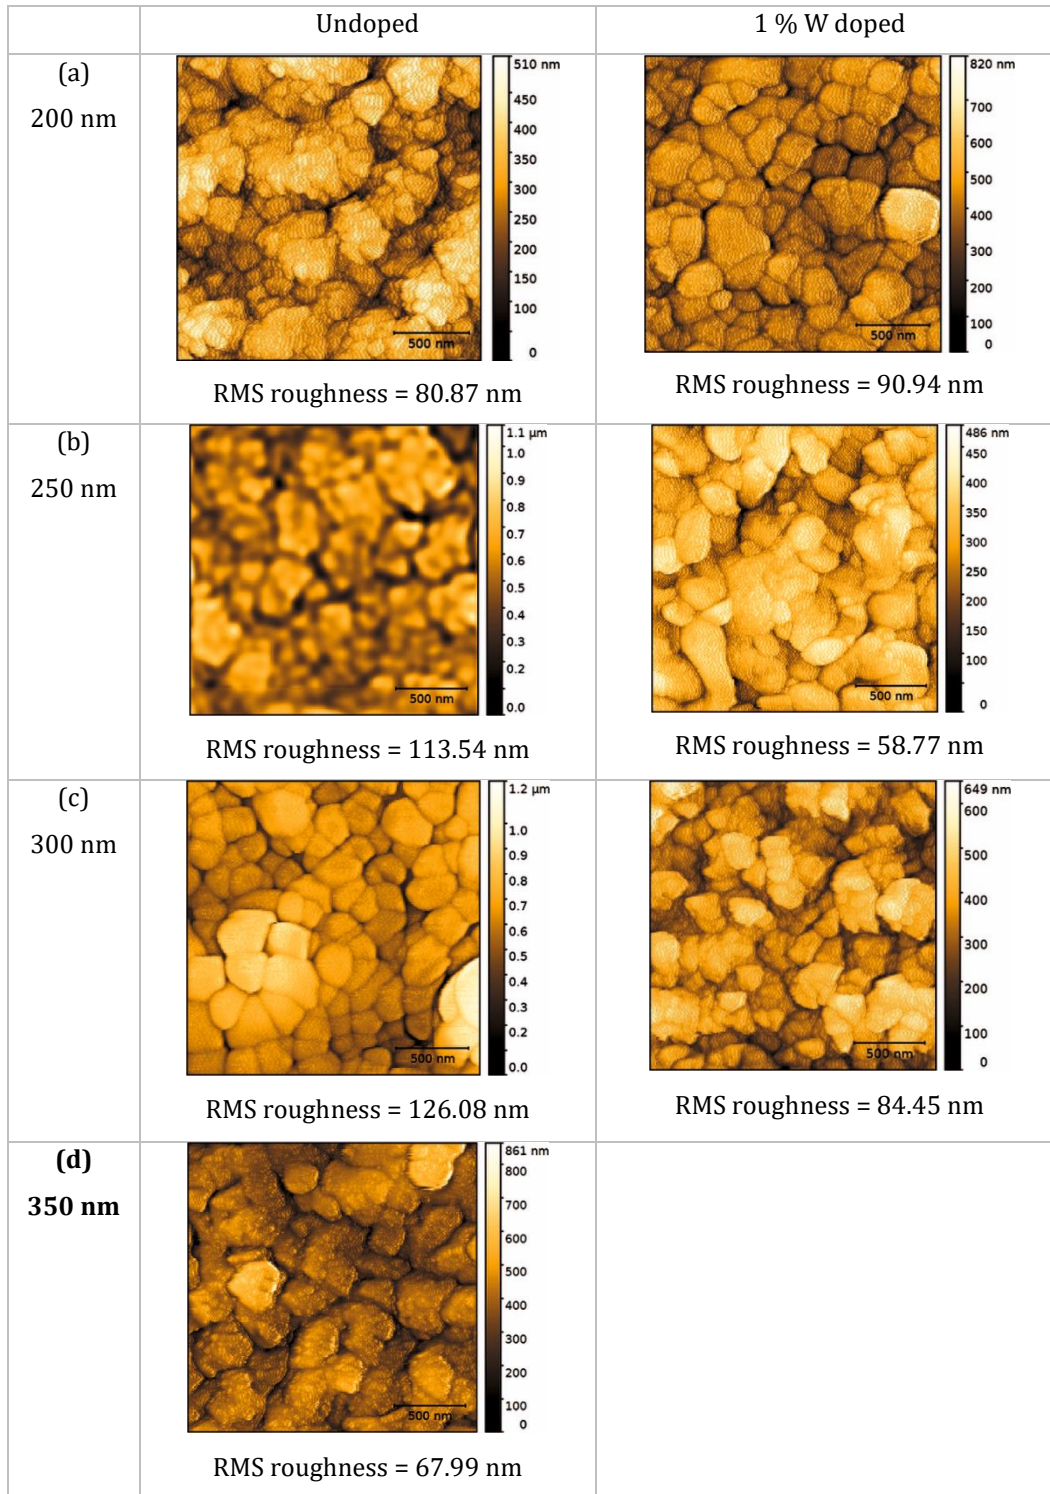 Undoped
1 % W doped
(a)
200 nm
510 nm
450
400
350
300
250
200
150
100
0
500 nm
RMS roughness = 80.87 nm
820 nm
700
600
500
400
300
200
100
0
500 nm
RMS roughness = 90.94 nm
(b)
250 nm
1.1 µm
1.0
0.9
0.8
0.7
0.6
0.5
0.4
0.3
0.2
0.0
500 nm
RMS roughness = 113.54 nm
486 nm
450
400
350
300
250
200
150
100
0
500 nm
RMS roughness = 58.77 nm
(c)
300 nm
1.2 µm
1.0
0.9
0.8
0.7
0.6
0.5
0.4
0.3
0.2
0.0
500 nm
RMS roughness = 126.08 nm
649 nm
600
500
400
300
200
100
0
500 nm
RMS roughness = 84.45 nm
(d)
350 nm
861 nm
800
700
600
500
400
300
200
100
0
500 nm
RMS roughness = 67.99 nm